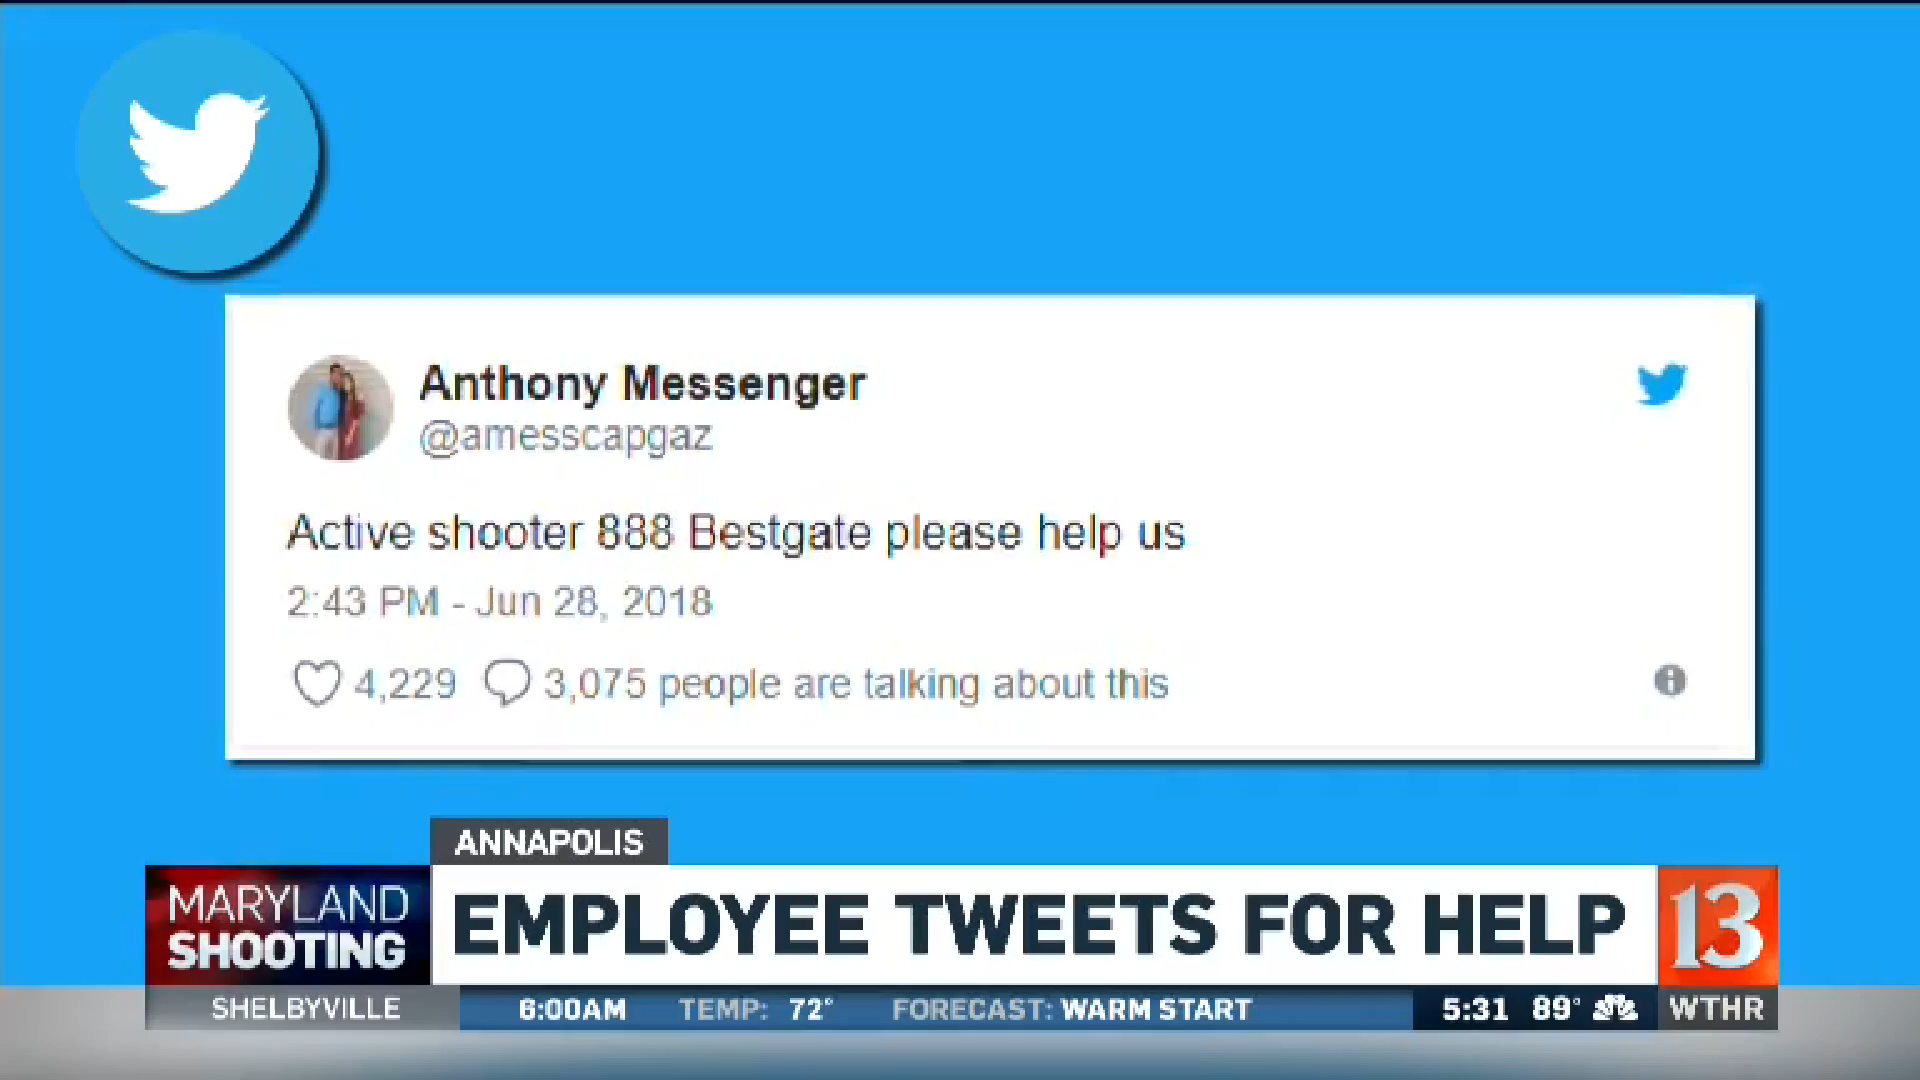 Anthony Messenger
@amesscapgaz
Active shooter 888 Bestgate please help us
2:43 PM - Jun 28, 2018
4,229 3,075 people are talking about this
ANNAPOLIS
MARYLAND
SHOOTING
EMPLOYEE TWEETS FOR HELP
13
SHELBYVILLE 6:00AM TEMP: 72° FORECAST: WARM START 5:31 89° WTHR